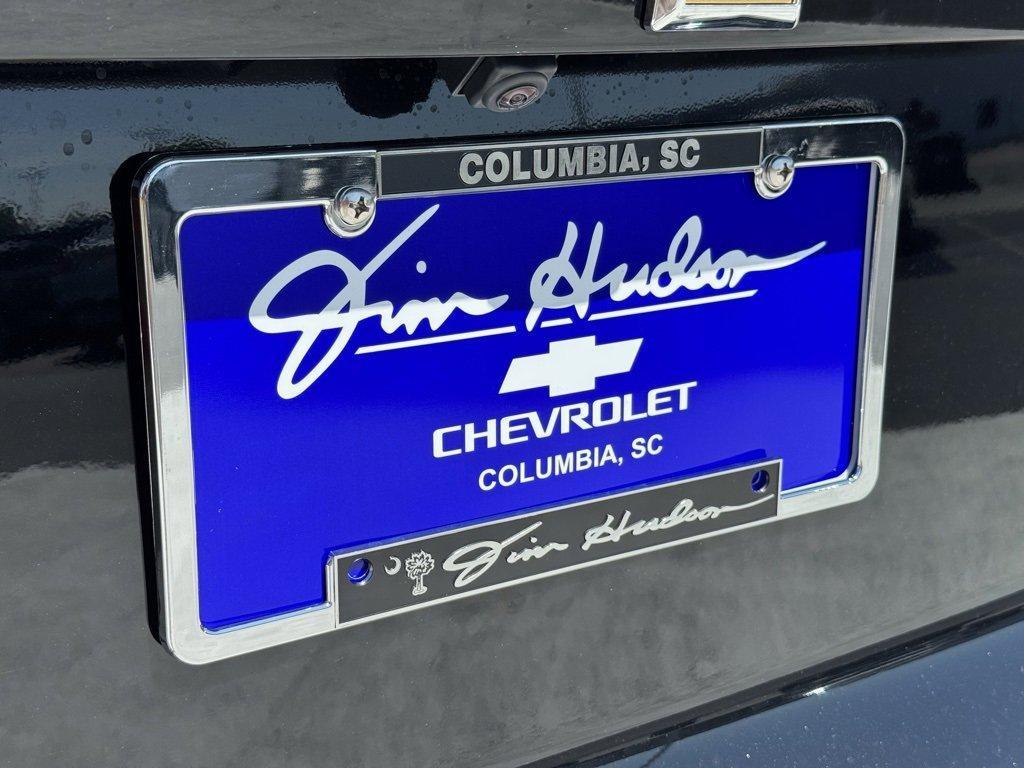 COLUMBIA, SC
Jim Hudson
CHEVROLET
COLUMBIA, SC
Jim Hudson